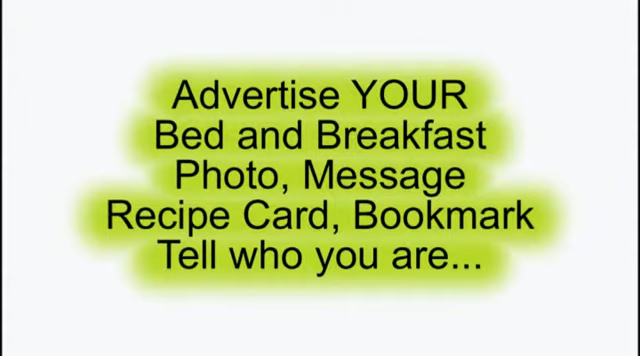 Advertise YOUR
Bed and Breakfast
Photo, Message
Recipe Card, Bookmark
Tell who you are...